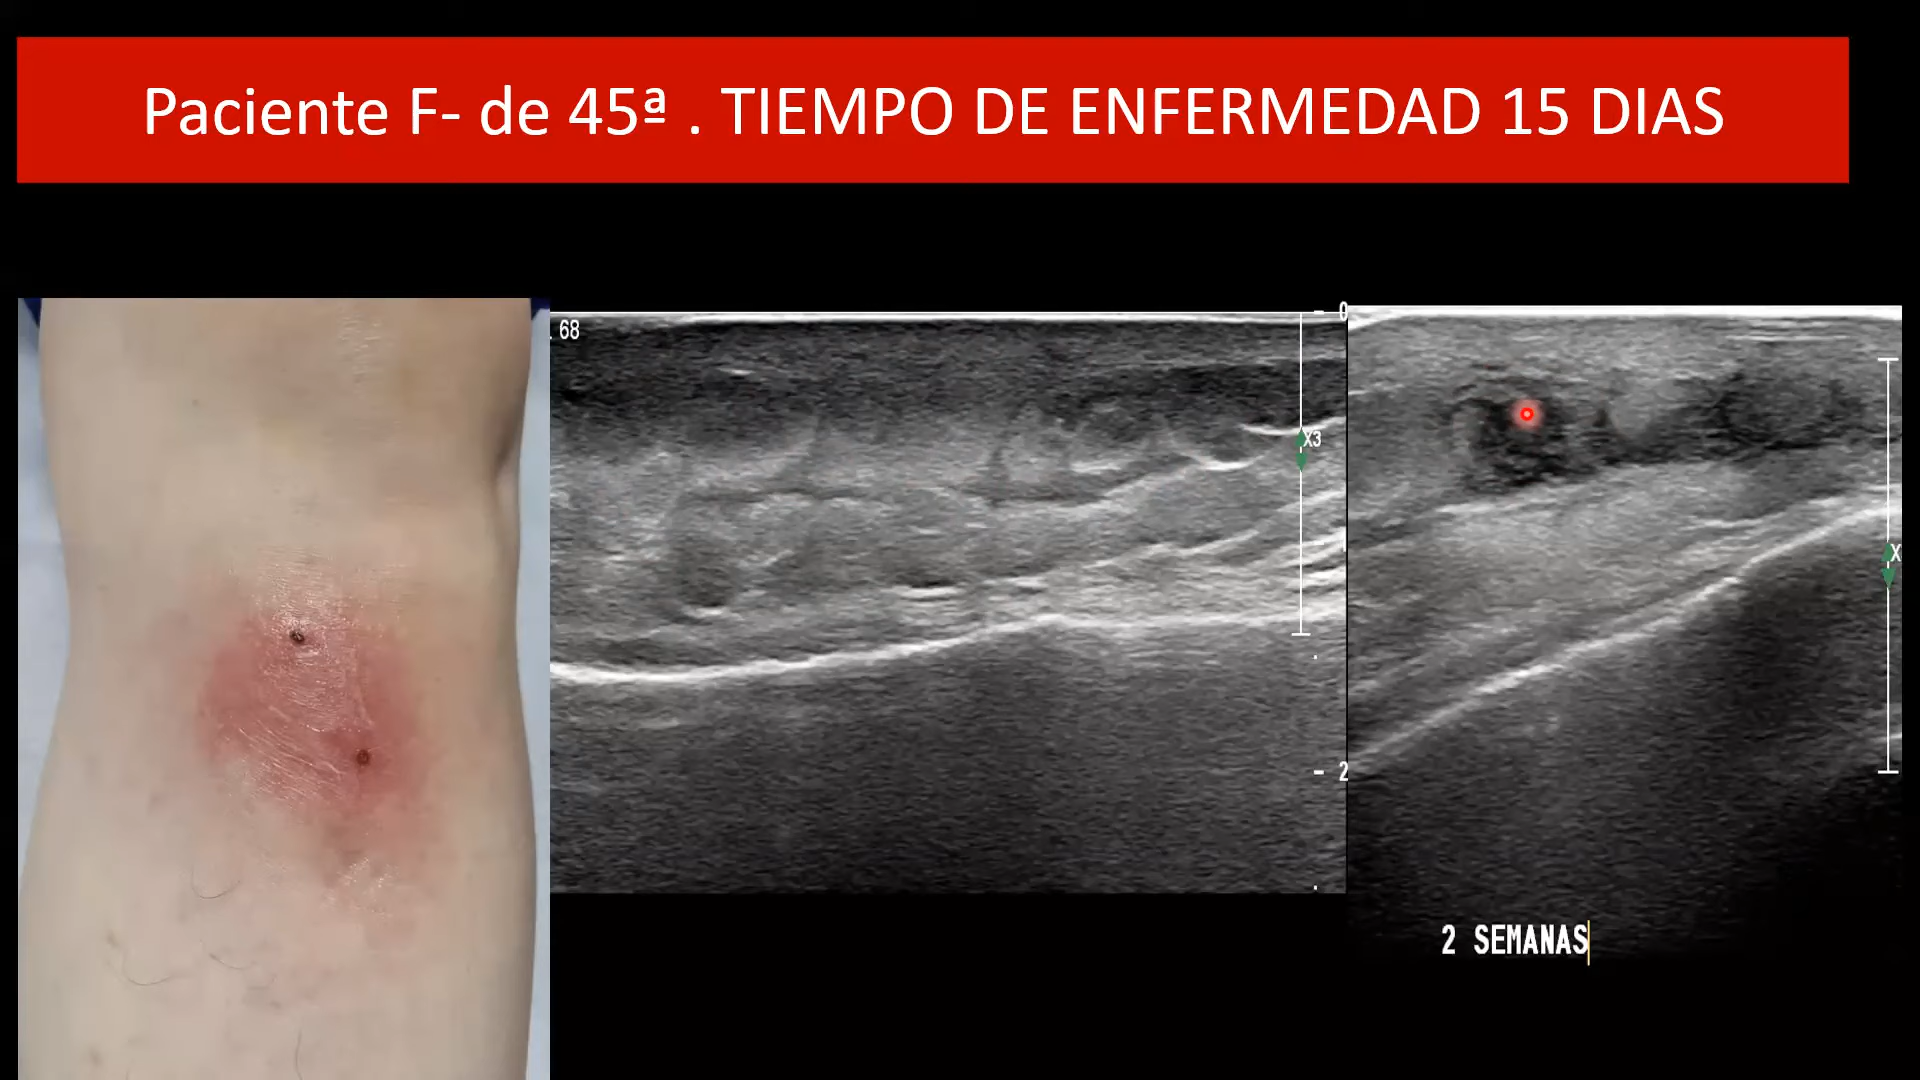 Paciente F- de 45ª . TIEMPO DE ENFERMEDAD 15 DIAS
.68
0
X3
2
X
2 SEMANAS